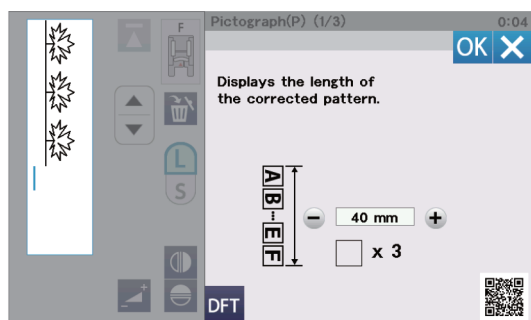 Pictograph(P) (1/3)
0:04
F
OK
Displays the length of
the corrected pattern.
L
S
A
B
E
F
40 mm
x 3
DFT